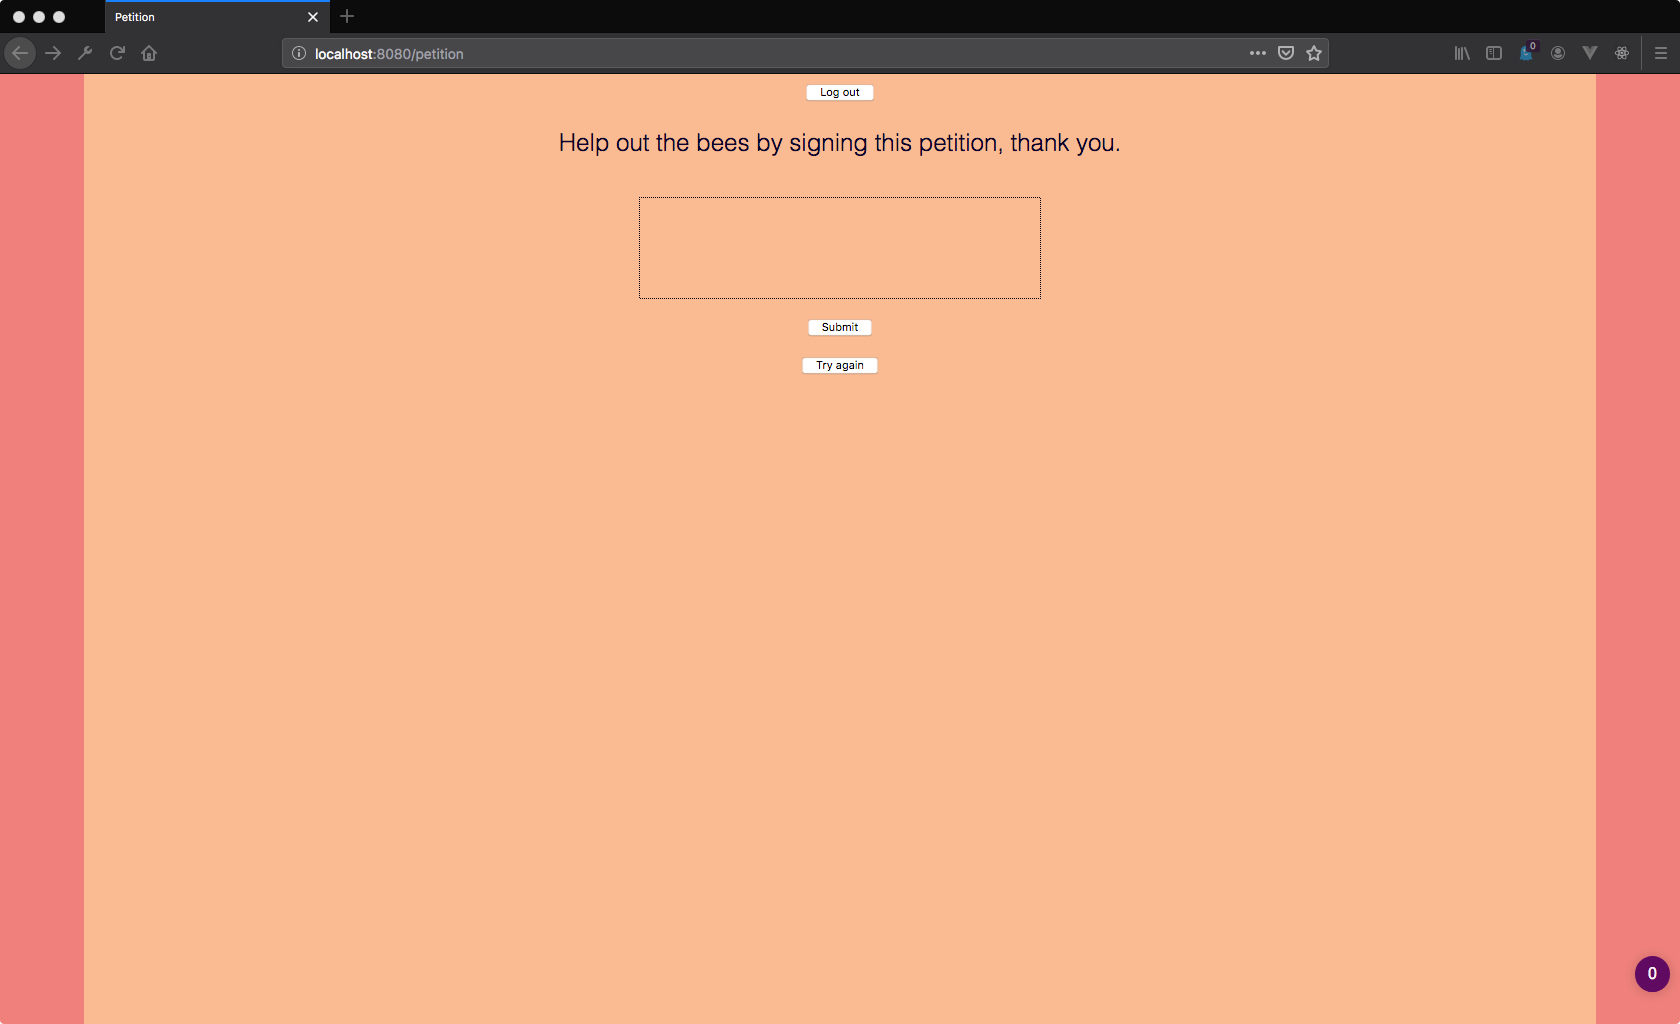 Petition
localhost:8080/petition
0
Log out
Help out the bees by signing this petition, thank you.
Submit
Try again
0